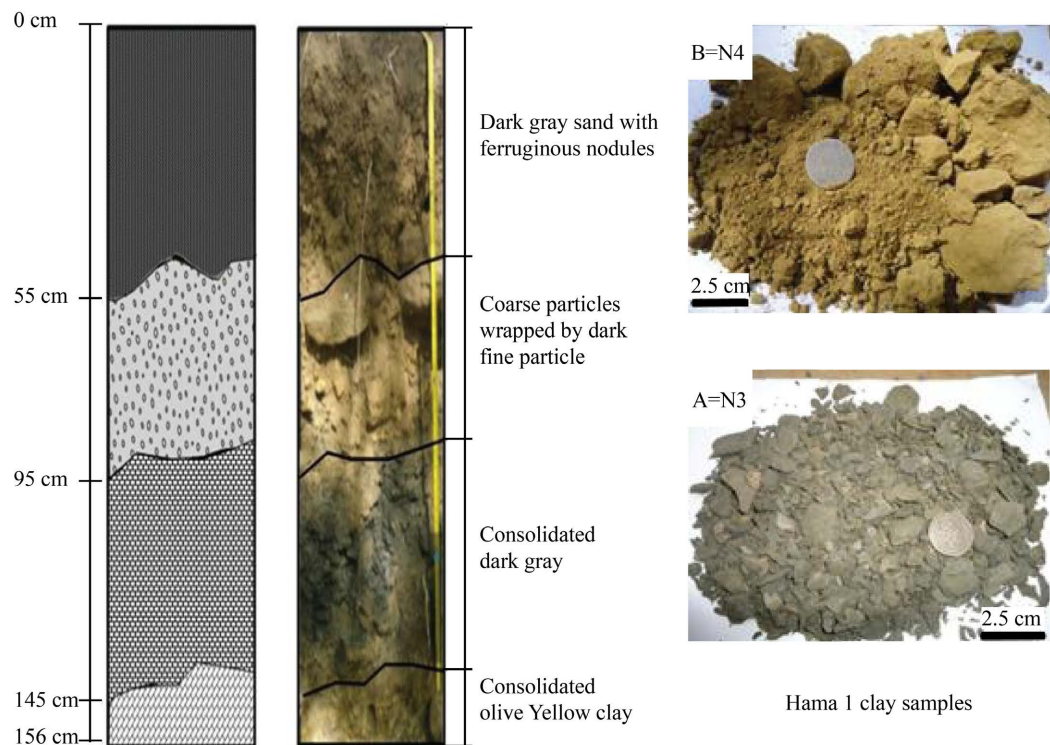 0 cm
55 cm
95 cm
145 cm
156 cm
Dark gray sand with
ferruginous nodules
Coarse particles
wrapped by dark
fine particle
Consolidated
dark gray
Consolidated
olive Yellow clay
B=N4
2.5 cm
A=N3
2.5 cm
Hama 1 clay samples